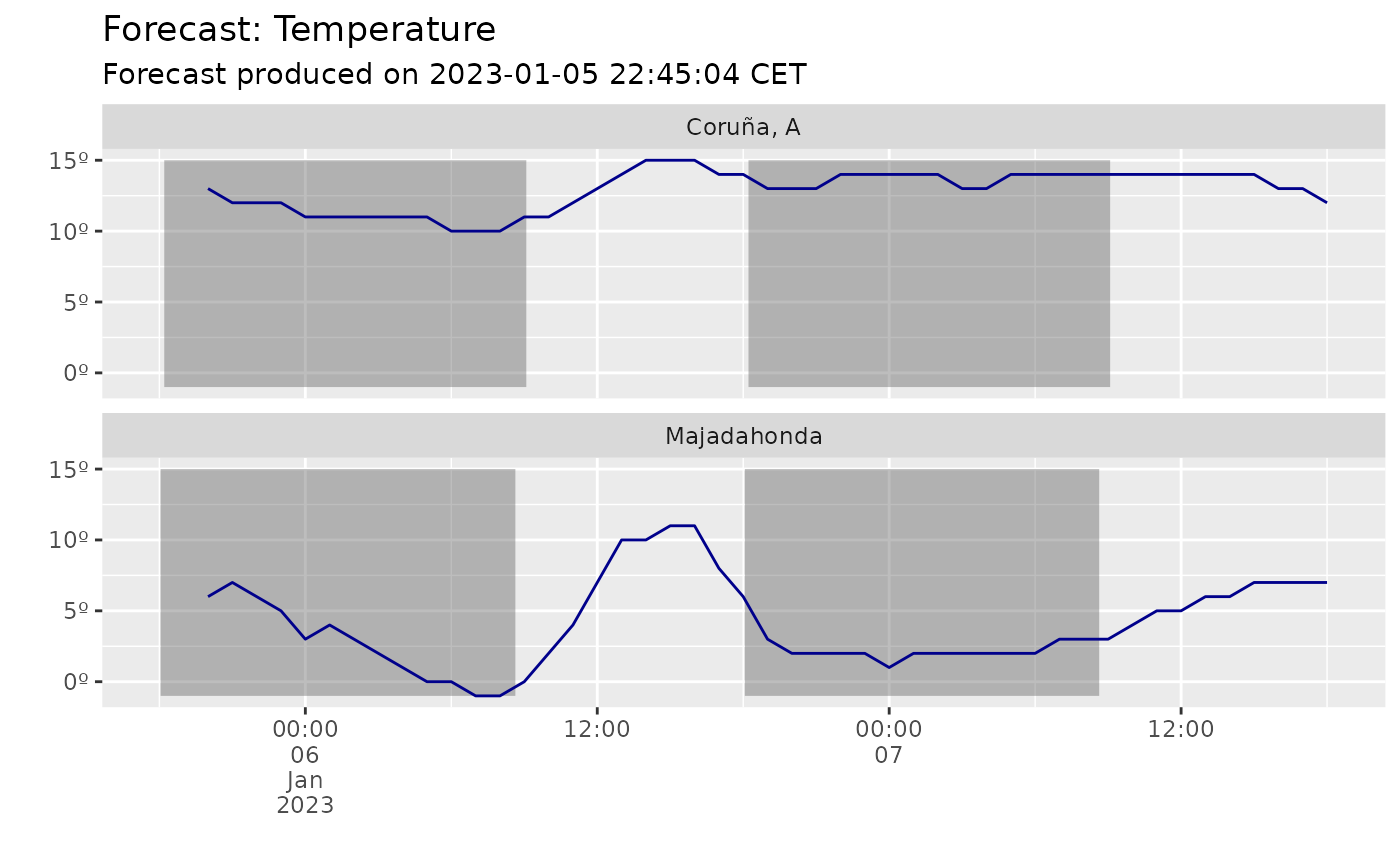 Forecast: Temperature
Forecast produced on 2023-01-05 22:45:04 CET
Coruña, A
15º
10º
5º
0º
Majadahonda
15º
10º
5º
0º
00:00 12:00 00:00 12:00
06 07
Jan
2023